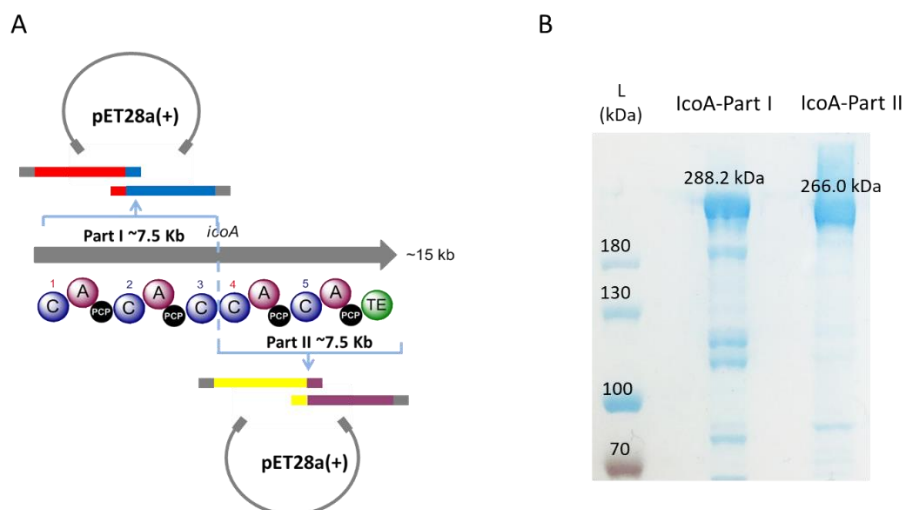 A
pET28a(+)
Part I ~7.5 Kb
icoA
~15 kb
1 2 3 4 5
C A PCP C A PCP C C A PCP C A PCP TE
Part II ~7.5 Kb
pET28a(+)
B
L
(kDa)
IcoA-Part I
IcoA-Part II
288.2 kDa
266.0 kDa
180
130
100
70